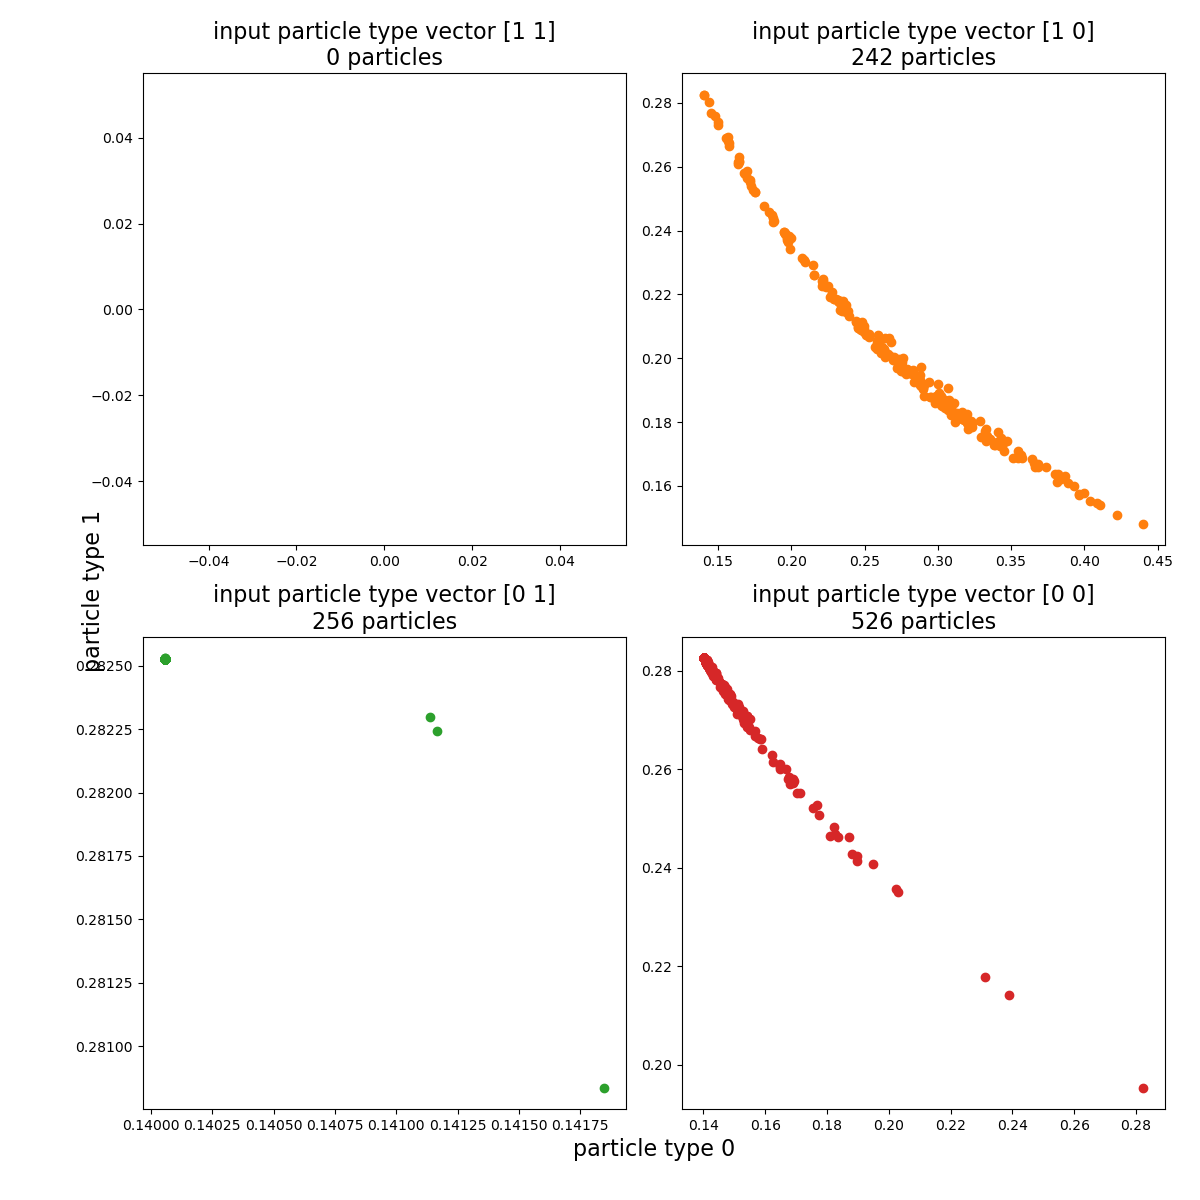 input particle type vector [1 1]
0 particles
0.04
0.02
0.00
−0.02
−0.04
−0.04 −0.02 0.00 0.02 0.04
input particle type vector [1 0]
242 particles
0.28
0.26
0.24
0.22
0.20
0.18
0.16
0.15 0.20 0.25 0.30 0.35 0.40 0.45
particle type 1
input particle type vector [0 1]
256 particles
0.28250
0.28225
0.28200
0.28175
0.28150
0.28125
0.28100
0.14000 0.14025 0.14050 0.14075 0.14100 0.14125 0.14150 0.14175
input particle type vector [0 0]
526 particles
0.28
0.26
0.24
0.22
0.20
0.14 0.16 0.18 0.20 0.22 0.24 0.26 0.28
particle type 0